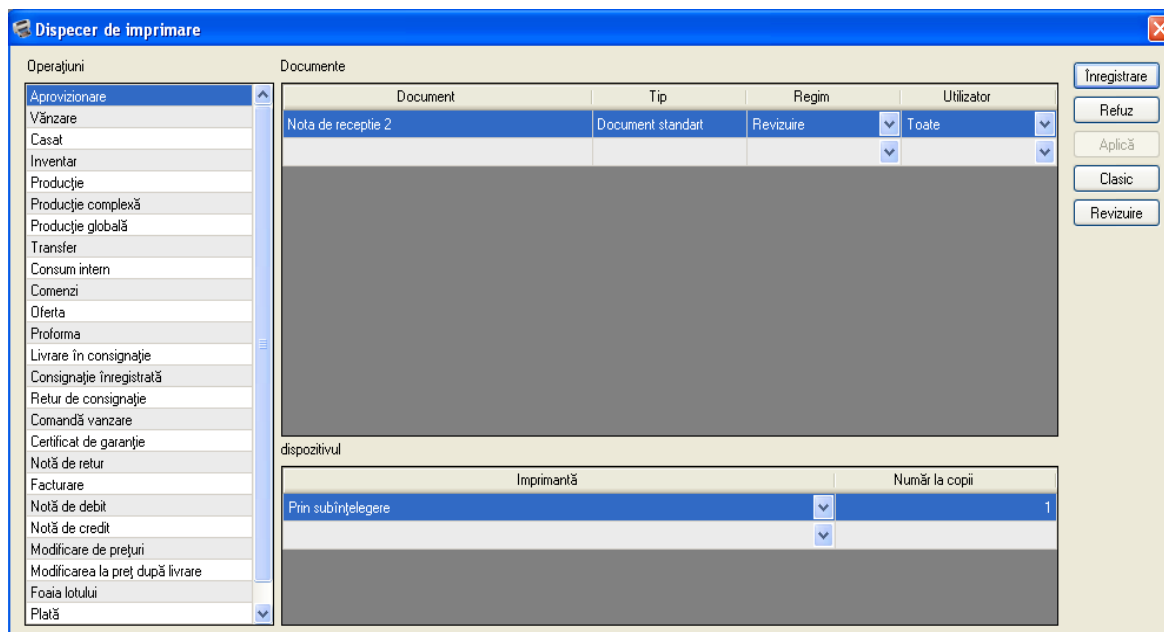 Dispecer de imprimare
Operaţiuni
Documente
Înregistrare
Refuz
Aplică
Clasic
Revizuire
Aprovizionare
Vănzare
Casat
Inventar
Producţie
Producţie complexă
Producţie globală
Transfer
Consum intern
Comenzi
Oferta
Proforma
Livrare în consignaţie
Consignaţie înregistrată
Retur de consignaţie
Comandă vanzare
Certificat de garanţie
Notă de retur
Facturare
Notă de debit
Notă de credit
Modificare de preţuri
Modificarea la preţ după livrare
Foaia lotului
Plată
Document Tip Regim Utilizator
Nota de receptie 2 Document standart Revizuire Toate
dispozitivul
Imprimantă Număr la copii
Prin subînţelegere 1